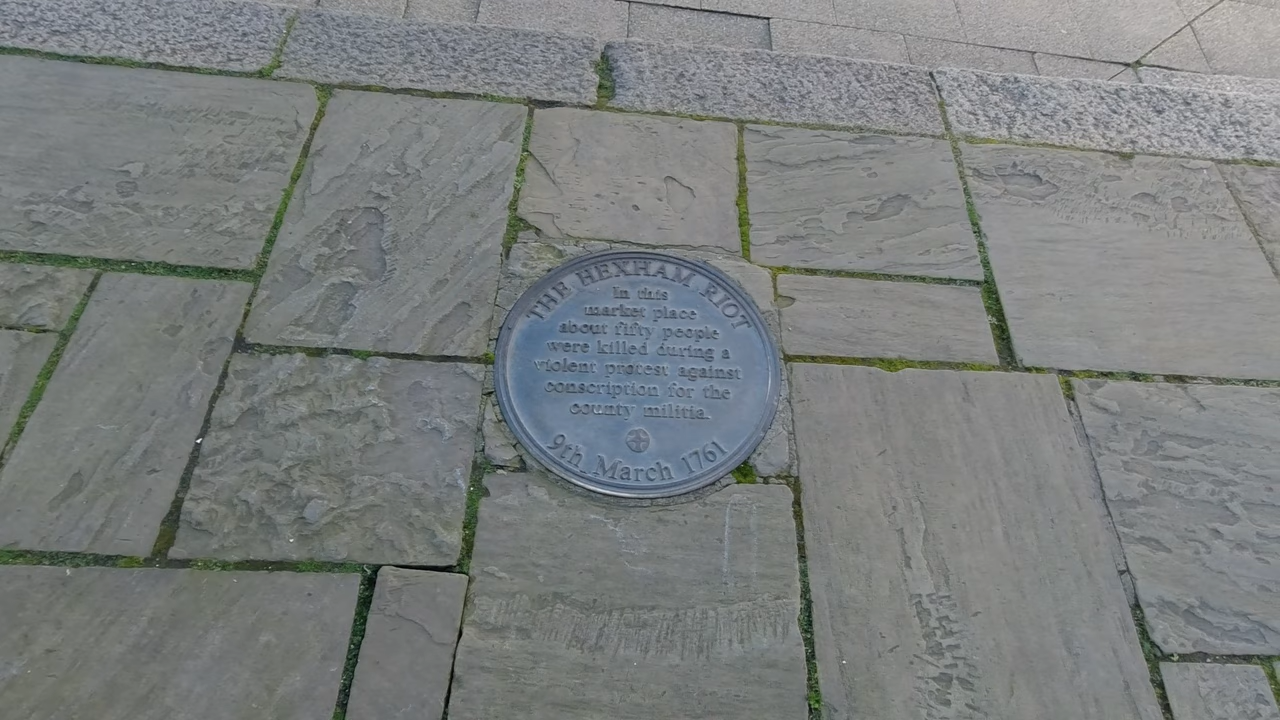 THE HEXHAM RIOT
In this
market place
about fifty people
were killed during a
violent protest against
conscription for the
county militia.
9th March 1761